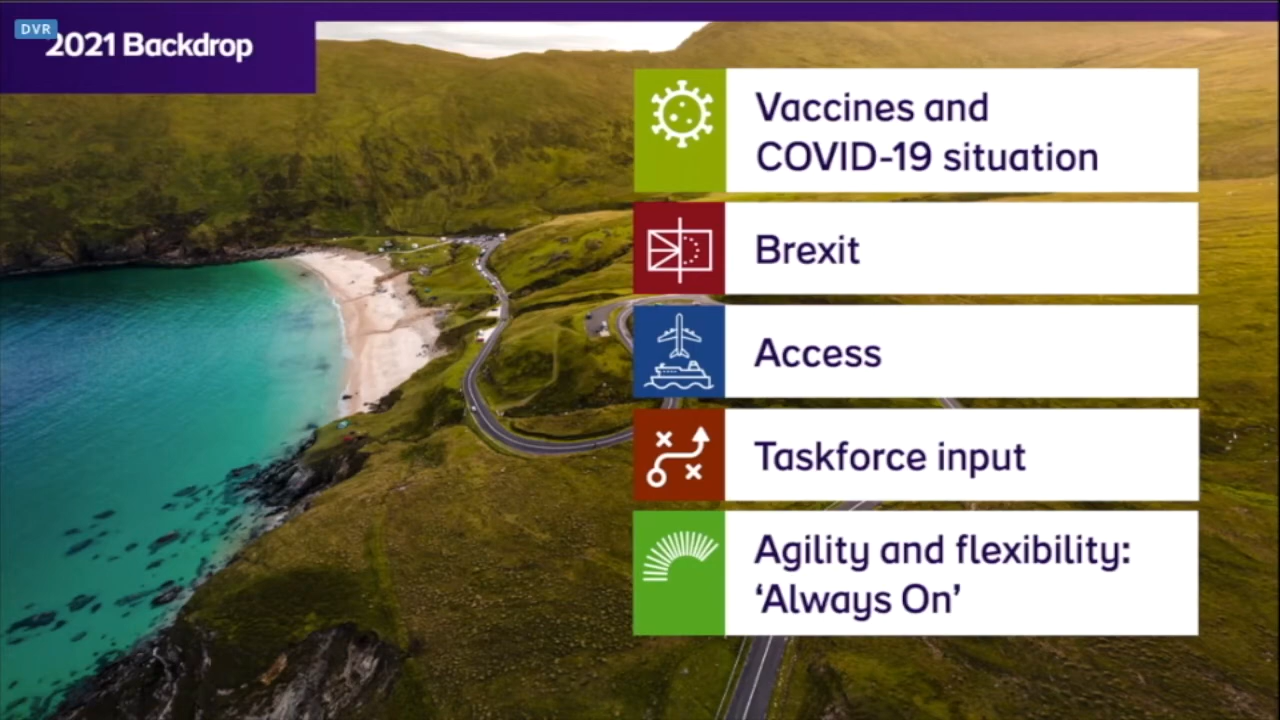 DVR
2021 Backdrop
Vaccines and
COVID-19 situation
Brexit
Access
Taskforce input
Agility and flexibility:
‘Always On’